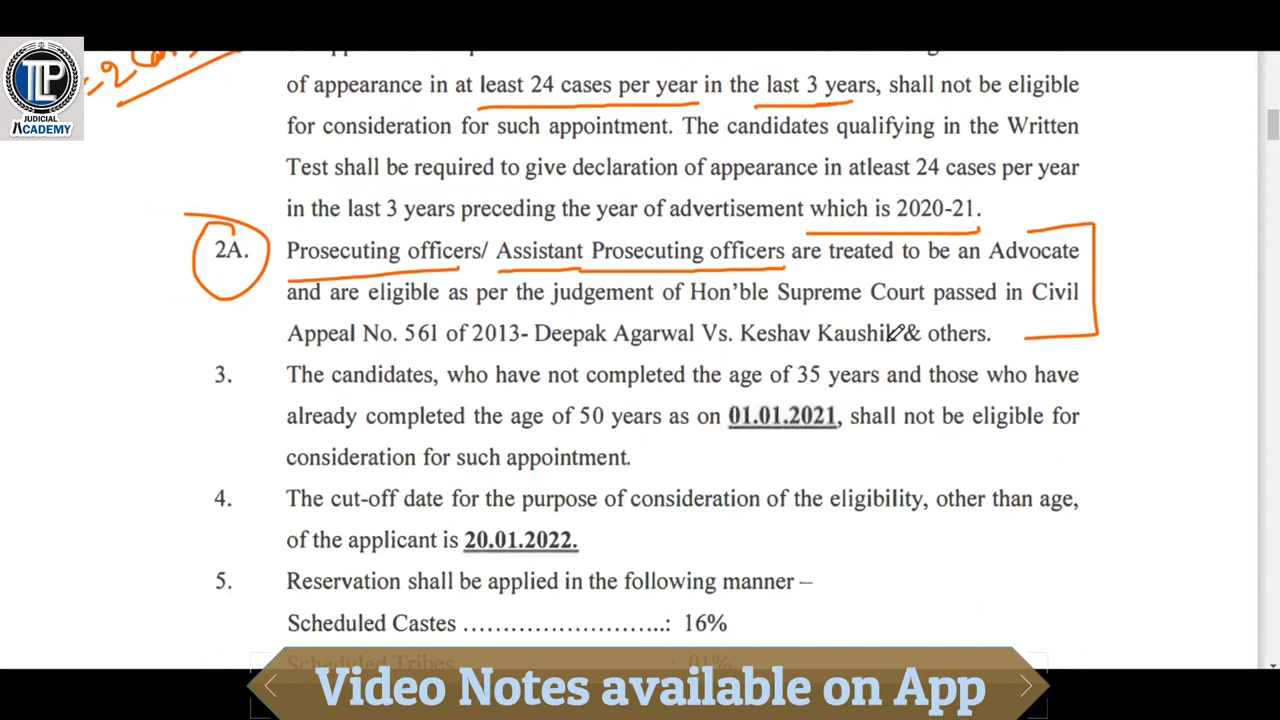 TLP
JUDICIAL
ACADEMY
of appearance in at least 24 cases per year in the last 3 years, shall not be eligible
for consideration for such appointment. The candidates qualifying in the Written
Test shall be required to give declaration of appearance in atleast 24 cases per year
in the last 3 years preceding the year of advertisement which is 2020-21.
2A. Prosecuting officers/ Assistant Prosecuting officers are treated to be an Advocate
and are eligible as per the judgement of Hon'ble Supreme Court passed in Civil
Appeal No. 561 of 2013- Deepak Agarwal Vs. Keshav Kaushik & others.
3. The candidates, who have not completed the age of 35 years and those who have
already completed the age of 50 years as on 01.01.2021, shall not be eligible for
consideration for such appointment.
4. The cut-off date for the purpose of consideration of the eligibility, other than age,
of the applicant is 20.01.2022.
5. Reservation shall be applied in the following manner –
Scheduled Castes ……………………..: 16%
Scheduled Tribes : 01%
Video Notes available on App